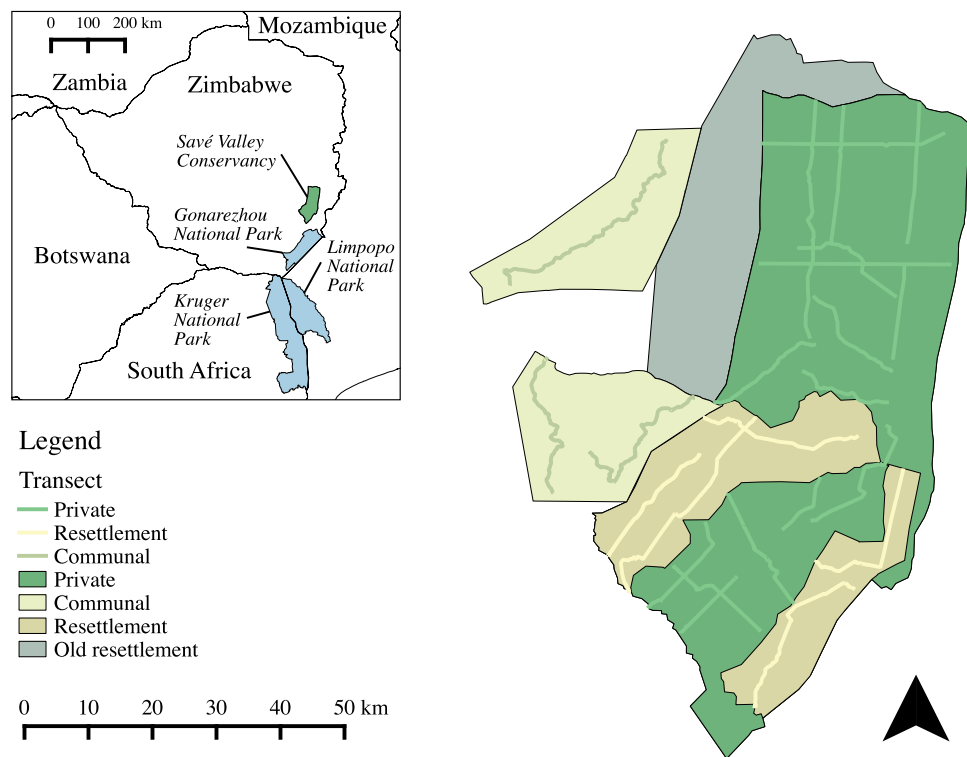 0 100 200 km
Mozambique
Zambia
Zimbabwe
Savé Valley
Conservancy
Gonarezhou
National Park
Limpopo
National
Park
Botswana
Kruger
National
Park
South Africa
Legend
Transect
Private
Resettlement
Communal
Private
Communal
Resettlement
Old resettlement
0 10 20 30 40 50 km